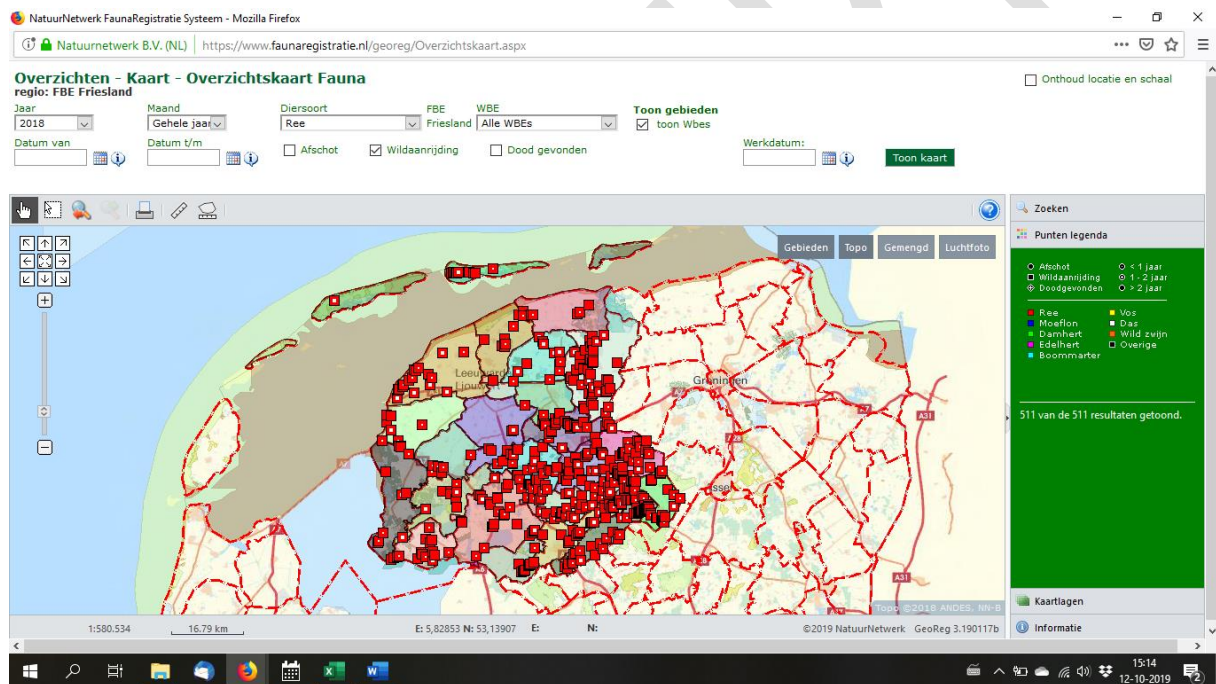 NatuurNetwerk FaunaRegistratie Systeem - Mozilla Firefox
Natuurnetwerk B.V. (NL) https://www.faunaregistratie.nl/georeg/Overzichtskaart.aspx
Overzichten - Kaart - Overzichtskaart Fauna
Onthoud locatie en schaal
regio: FBE Friesland
Jaar Maand Diersoort FBE WBE Toon gebieden
2018 Gehele jaar Ree Friesland Alle WBEs toon Wbes
Datum van Datum t/m Afschot Wildaanrijding Dood gevonden Werkdatum: Toon kaart
Zoeken
Punten legenda
Gebieden Topo Gemengd Luchtfoto
Afschot < 1 jaar
Wildaanrijding 1 - 2 jaar
Doodgevonden > 2 jaar
Ree Vos
Moeflon Das
Damhert Wild zwijn
Edelhert Overige
Boommarter
511 van de 511 resultaten getoond.
Groningen
A31
A31
Topo ©2018 ANDES, NN-B
Kaartlagen
Informatie
1:580.534 16.79 km E: 5,82853 N: 53,13907 E: N: ©2019 NatuurNetwerk GeoReg 3.190117b
15:14
12-10-2019
2